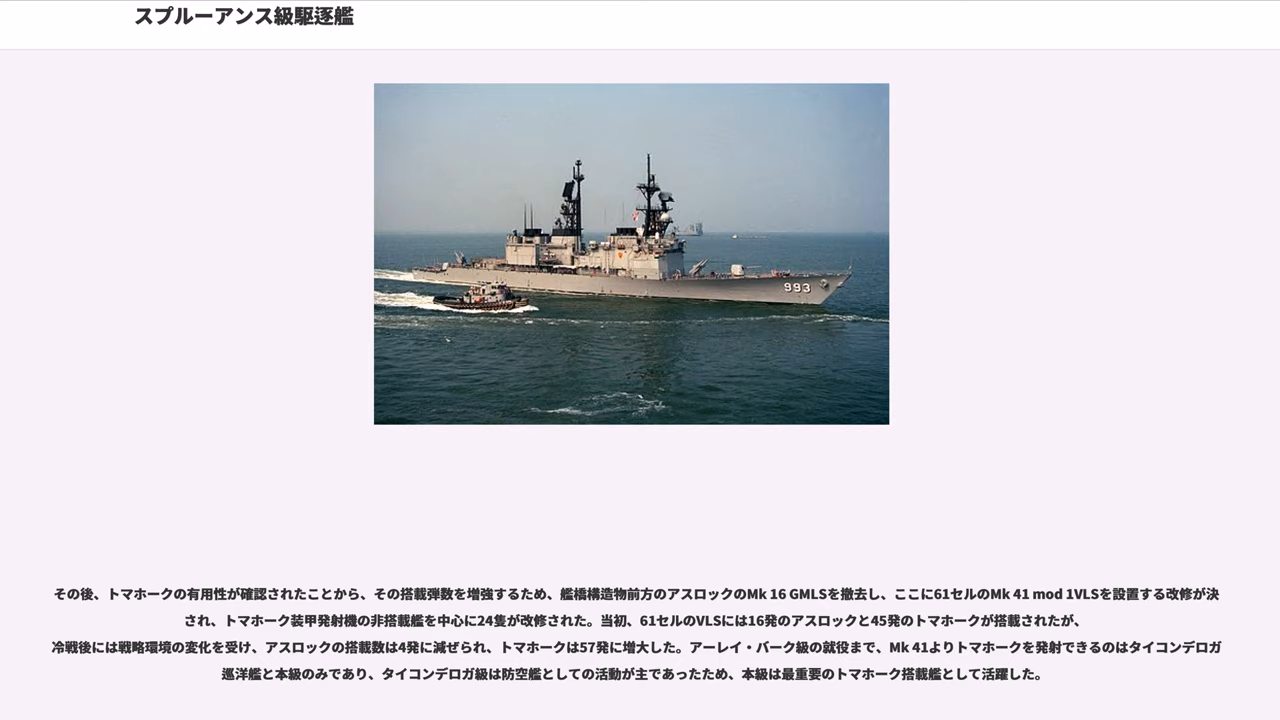 スプルーアンス級駆逐艦
993
その後、トマホークの有用性が確認されたことから、その搭載弾数を増強するため、艦橋構造物前方のアスロックのMk 16 GMLSを撤去し、ここに61セルのMk 41 mod 1VLSを設置する改修が決
され、トマホーク装甲発射機の非搭載艦を中心に24隻が改修された。当初、61セルのVLSには16発のアスロックと45発のトマホークが搭載されたが、
冷戦後には戦略環境の変化を受け、アスロックの搭載数は4発に減ぜられ、トマホークは57発に増大した。アーレイ・バーク級の就役まで、Mk 41よりトマホークを発射できるのはタイコンデロガ
巡洋艦と本級のみであり、タイコンデロガ級は防空艦としての活動が主であったため、本級は最重要のトマホーク搭載艦として活躍した。